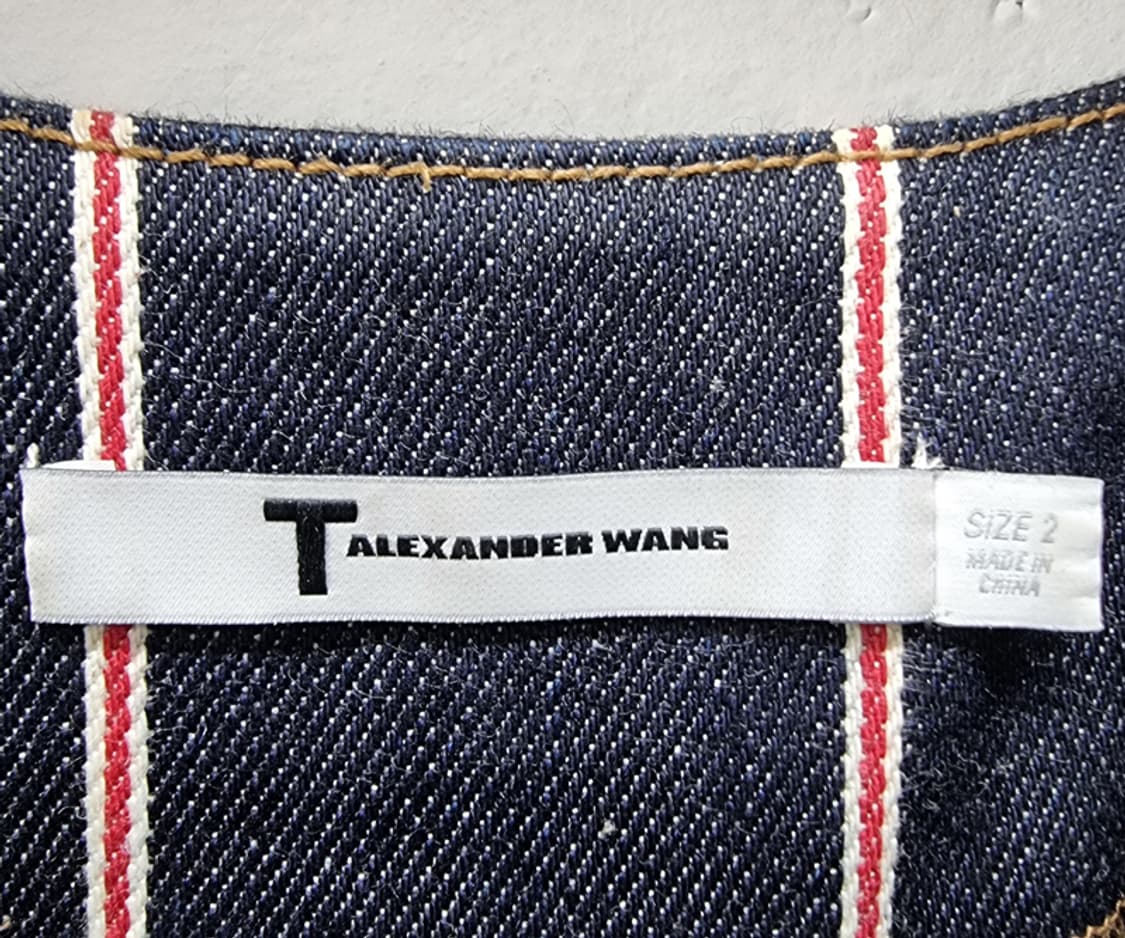 T ALEXANDER WANG
SIZE 2
MADE IN
CHINA